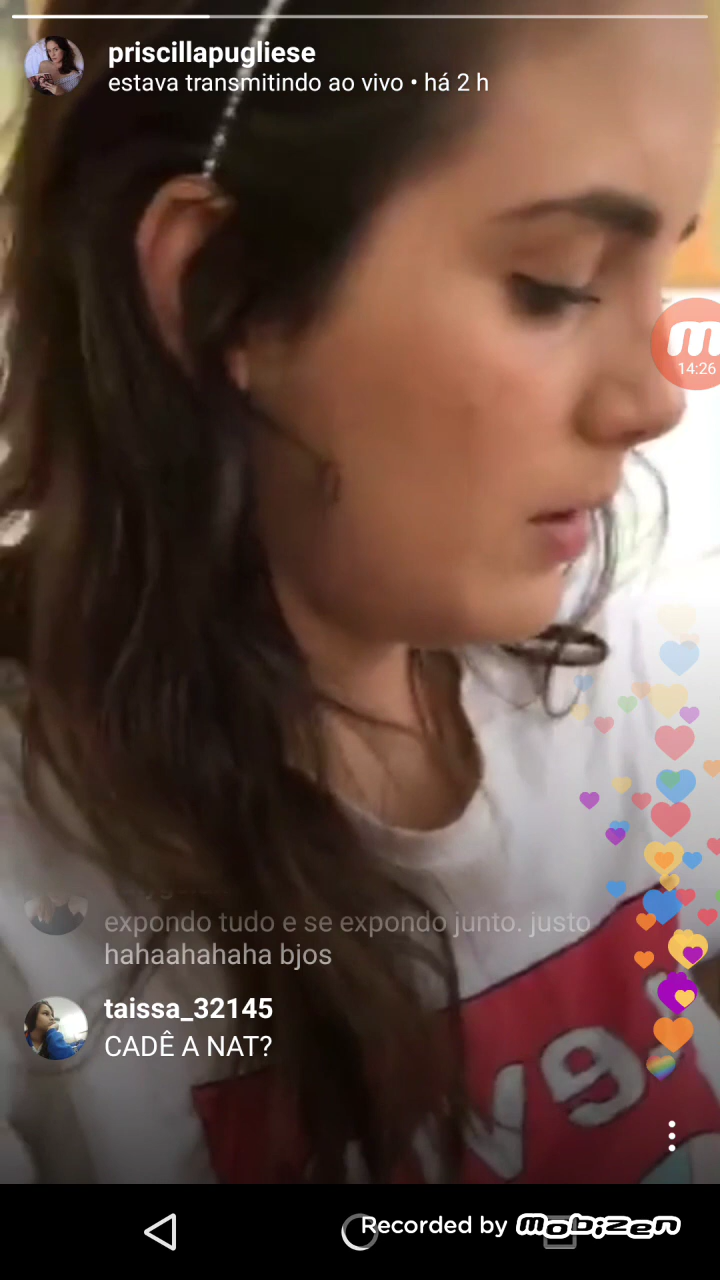 priscillapugliese
estava transmitindo ao vivo • há 2 h
m
14:26
expondo tudo e se expondo junto. justo
hahaahahaha bjos
taissa_32145
CADÊ A NAT?
Recorded by mobizen